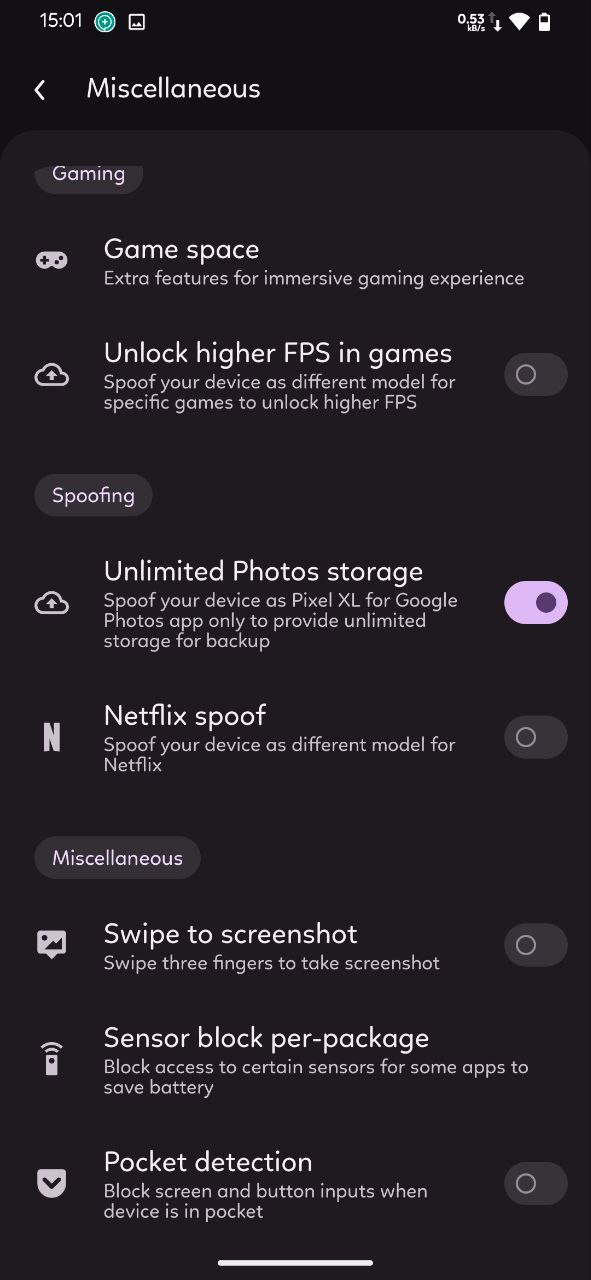 15:01
0.53
kB/s
Miscellaneous
Gaming
Game space
Extra features for immersive gaming experience
Unlock higher FPS in games
Spoof your device as different model for
specific games to unlock higher FPS
Spoofing
Unlimited Photos storage
Spoof your device as Pixel XL for Google
Photos app only to provide unlimited
storage for backup
N
Netflix spoof
Spoof your device as different model for
Netflix
Miscellaneous
Swipe to screenshot
Swipe three fingers to take screenshot
Sensor block per-package
Block access to certain sensors for some apps to
save battery
Pocket detection
Block screen and button inputs when
device is in pocket